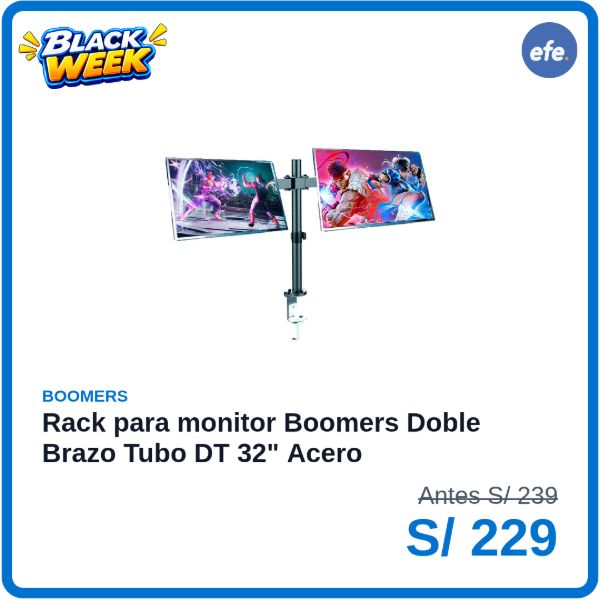 BLACK
WEEK
efe.
BOOMERS
Rack para monitor Boomers Doble
Brazo Tubo DT 32" Acero
Antes S/ 239
S/ 229